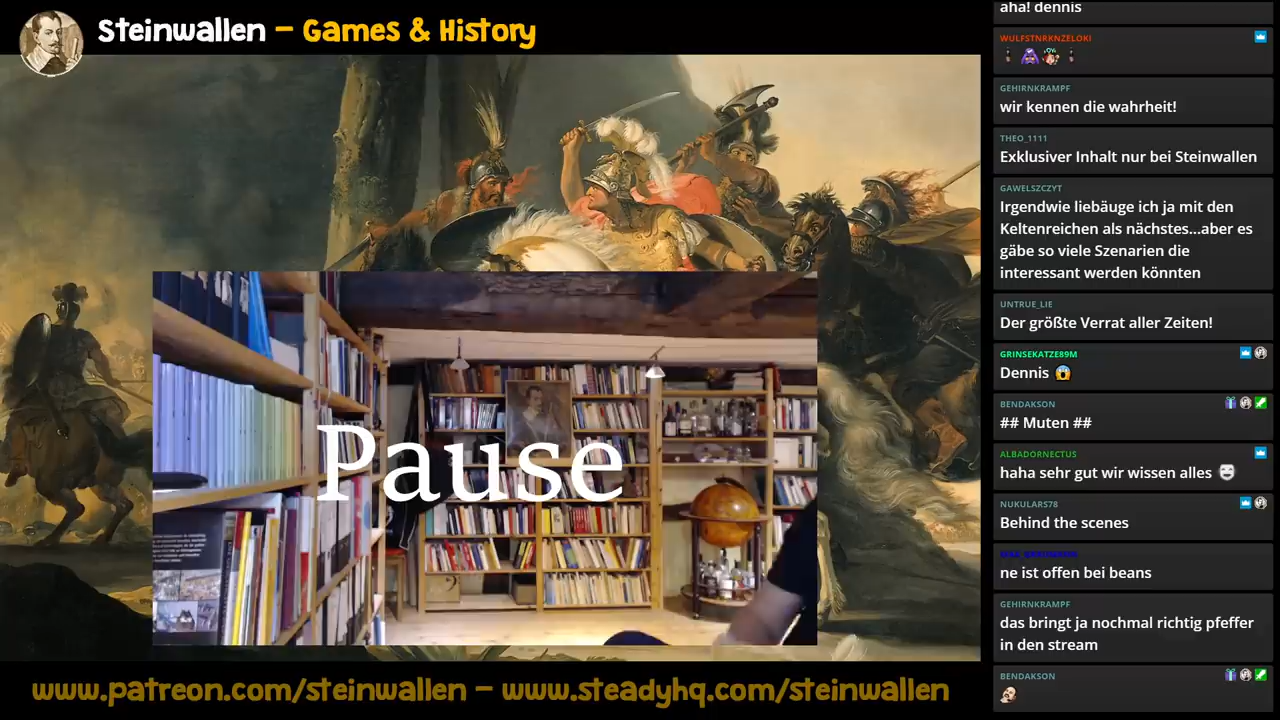 Steinwallen – Games & History
Pause
www.patreon.com/steinwallen – www.steadyhq.com/steinwallen
aha! dennis
WULFSTNRKNZELOKI
GEHIRNKRAMPF
wir kennen die wahrheit!
THEO_1111
Exklusiver Inhalt nur bei Steinwallen
GAWELSZCZYT
Irgendwie liebäuge ich ja mit den
Keltenreichen als nächstes...aber es
gäbe so viele Szenarien die
interessant werden könnten
UNTRUE_LIE
Der größte Verrat aller Zeiten!
GRINSEKATZE89M
Dennis 😱
BENDAKSON
## Muten ##
ALBADORNECTUS
haha sehr gut wir wissen alles
NUKULARS78
Behind the scenes
ne ist offen bei beans
GEHIRNKRAMPF
das bringt ja nochmal richtig pfeffer
in den stream
BENDAKSON